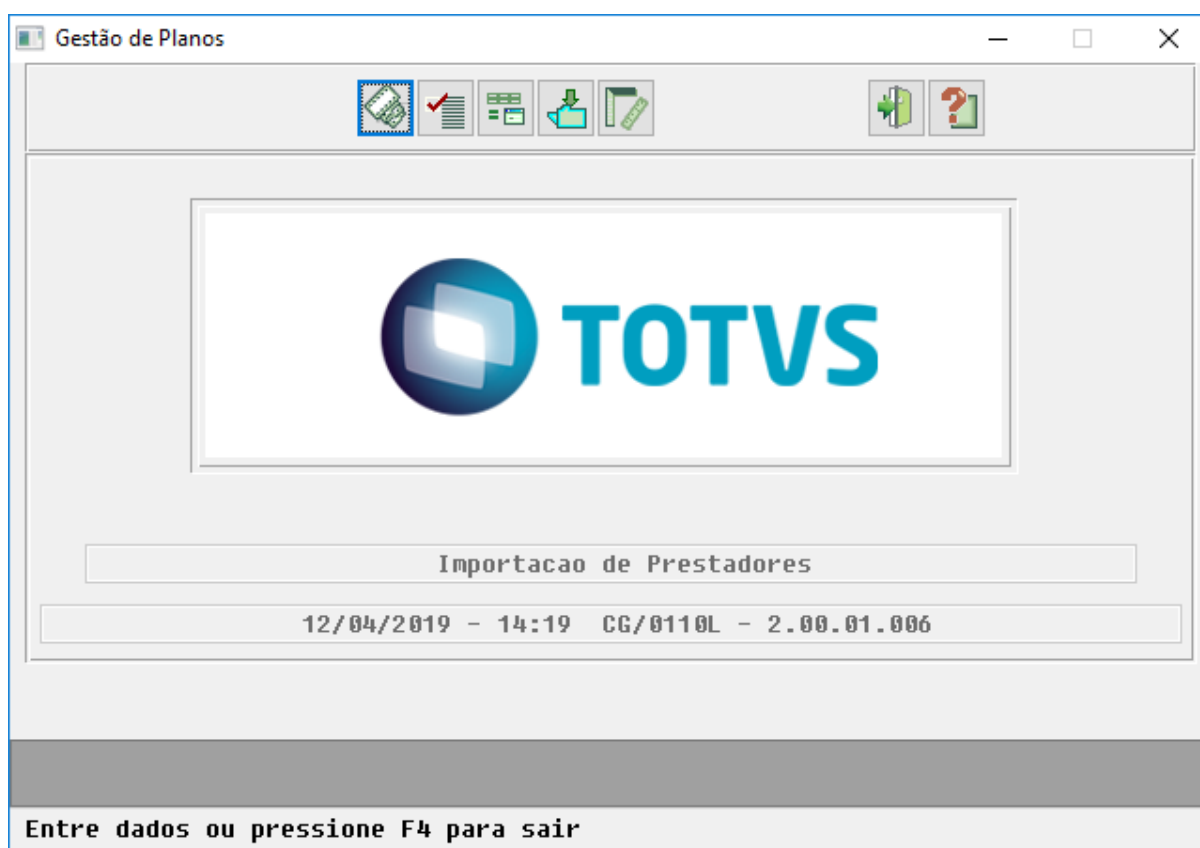 Gestão de Planos
TOTVS
Importacao de Prestadores
12/04/2019 - 14:19 CG/0110L - 2.00.01.006
Entre dados ou pressione F4 para sair